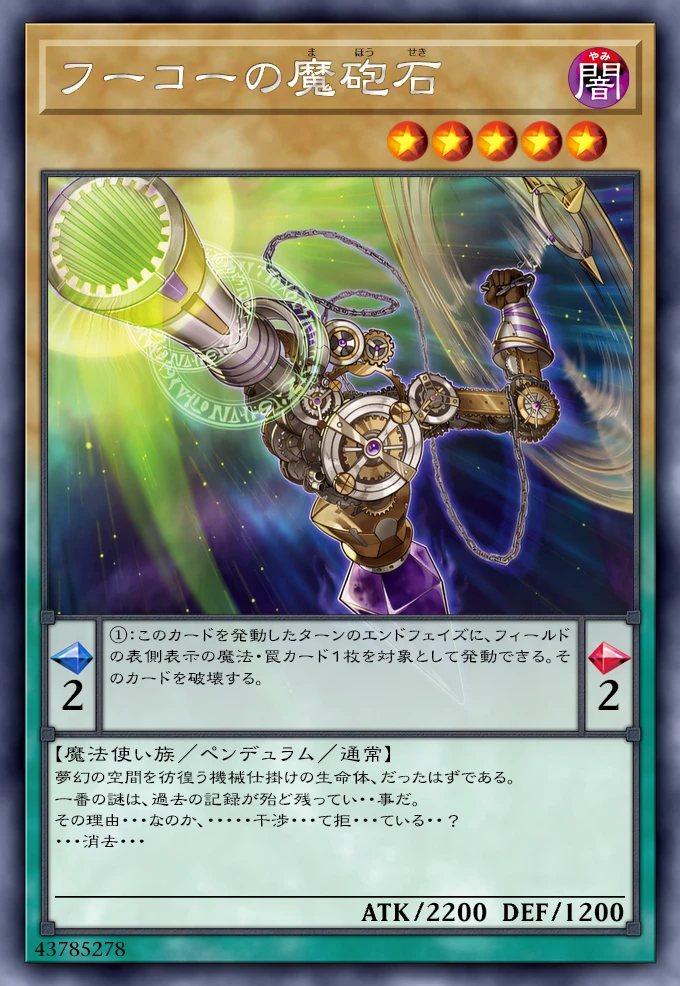 フーコーの魔砲石
ま ほう せき
闇
やみ
①：このカードを発動したターンのエンドフェイズに、フィールド
の表側表示の魔法・罠カード１枚を対象として発動できる。そ
のカードを破壊する。
2
2
【魔法使い族／ペンデュラム／通常】
夢幻の空間を彷徨う機械仕掛けの生命体、だったはずである。
一番の謎は、過去の記録が殆ど残ってい・・事だ。
その理由・・・なのか、・・・・・干渉・・・て拒・・・ている・・？
・・・消去・・・
ATK/2200 DEF/1200
43785278